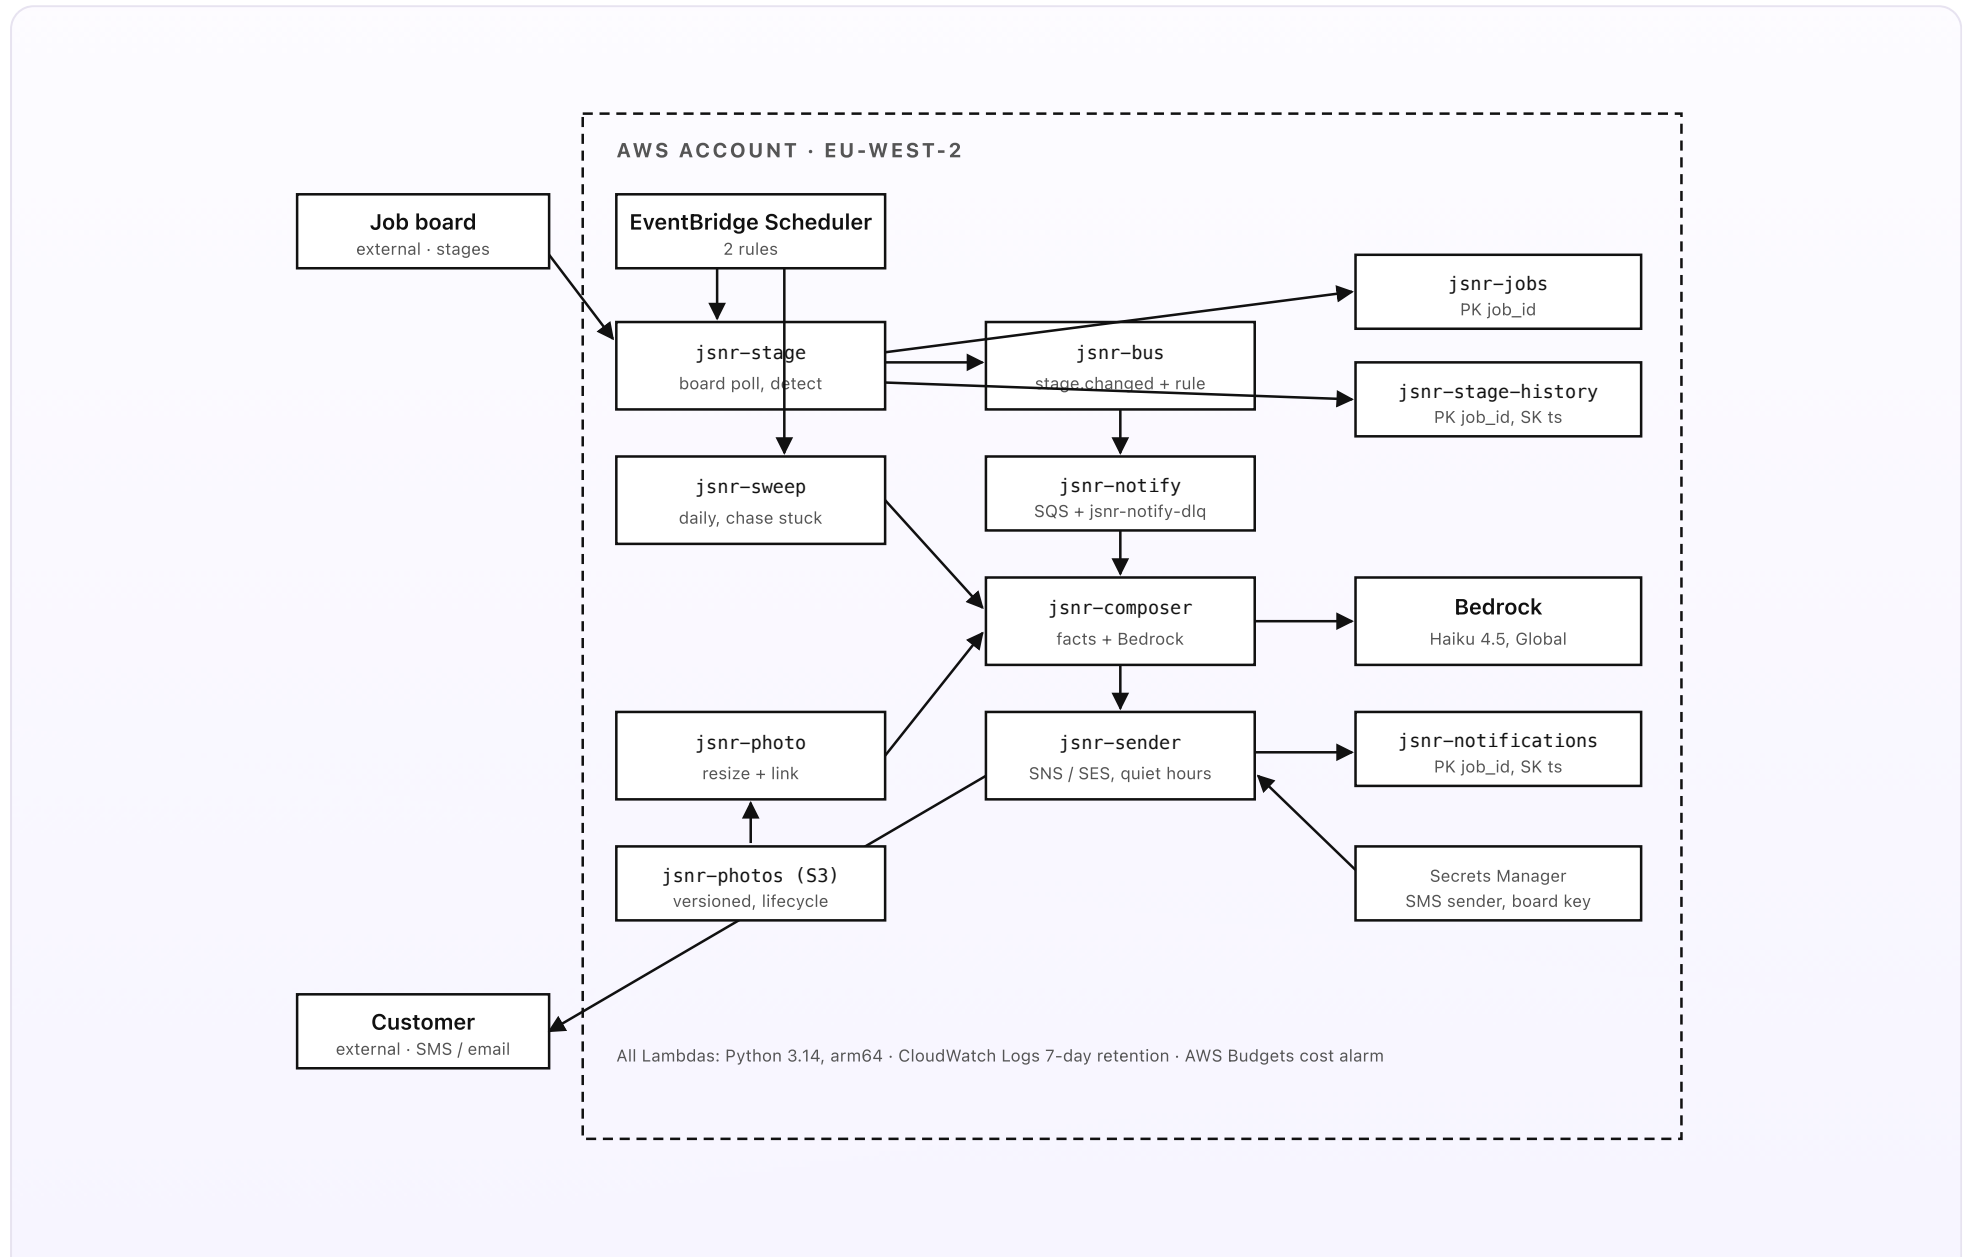 AWS ACCOUNT · EU-WEST-2
Job board
external · stages
EventBridge Scheduler
2 rules
jsnr-jobs
PK job_id
jsnr-stage
board poll, detect
jsnr-bus
stage.changed + rule
jsnr-stage-history
PK job_id, SK ts
jsnr-sweep
daily, chase stuck
jsnr-notify
SQS + jsnr-notify-dlq
jsnr-composer
facts + Bedrock
Bedrock
Haiku 4.5, Global
jsnr-photo
resize + link
jsnr-sender
SNS / SES, quiet hours
jsnr-notifications
PK job_id, SK ts
jsnr-photos (S3)
versioned, lifecycle
Secrets Manager
SMS sender, board key
Customer
external · SMS / email
All Lambdas: Python 3.14, arm64 · CloudWatch Logs 7-day retention · AWS Budgets cost alarm